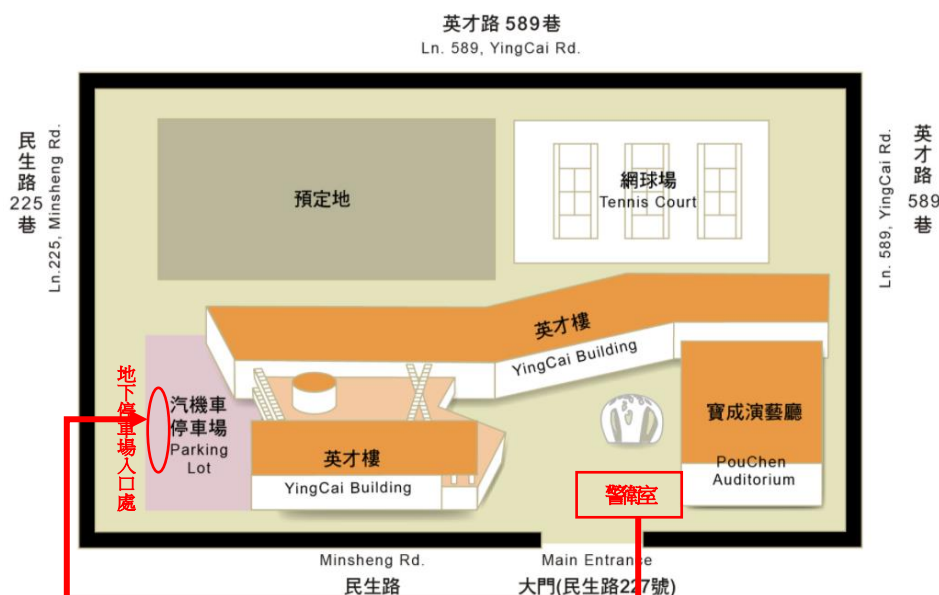 英才路 589巷
Ln. 589, YingCai Rd.
民生路225巷
Ln.225, Minsheng Rd.
英才路589巷
Ln. 589, YingCai Rd.
預定地
網球場
Tennis Court
英才樓
YingCai Building
地下停車場入口處
汽機車
停車場
Parking
Lot
寶成演藝廳
PouChen
Auditorium
英才樓
YingCai Building
警衛室
Minsheng Rd.
民生路
Main Entrance
大門(民生路227號)